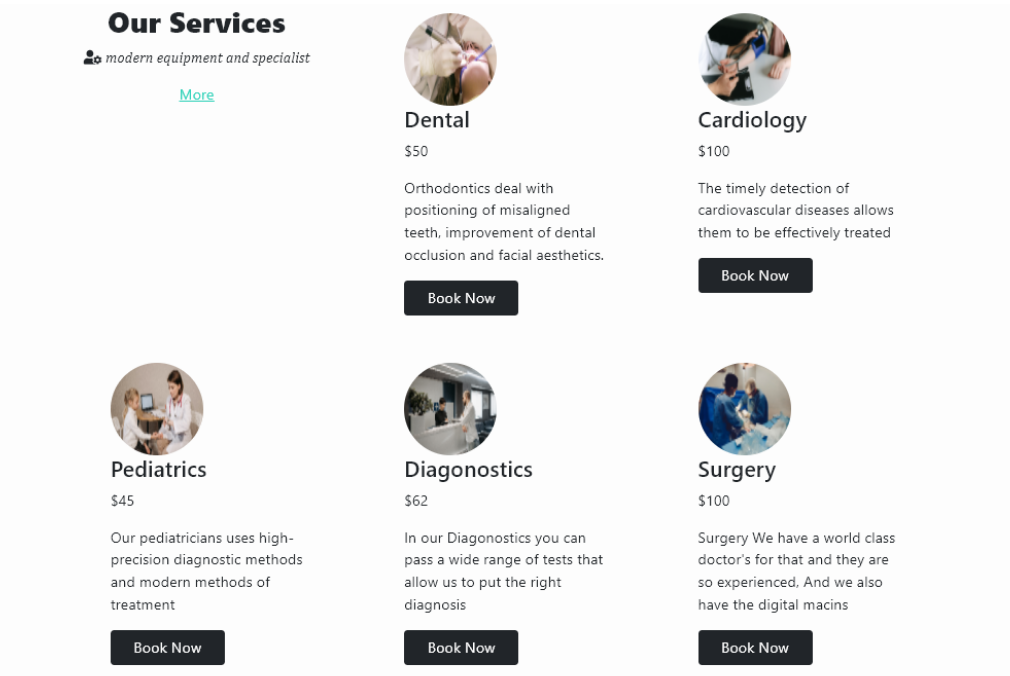 Our Services
modern equipment and specialist
More
Dental
$50
Orthodontics deal with
positioning of misaligned
teeth, improvement of dental
occlusion and facial aesthetics.
Book Now
Cardiology
$100
The timely detection of
cardiovascular diseases allows
them to be effectively treated
Book Now
Pediatrics
$45
Our pediatricians uses high-
precision diagnostic methods
and modern methods of
treatment
Book Now
Diagonostics
$62
In our Diagonostics you can
pass a wide range of tests that
allow us to put the right
diagnosis
Book Now
Surgery
$100
Surgery We have a world class
doctor's for that and they are
so experienced, And we also
have the digital macins
Book Now